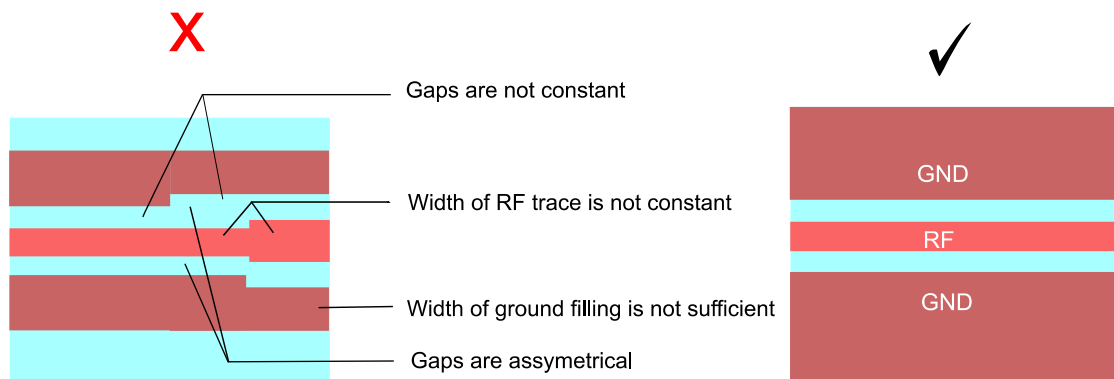 X
Gaps are not constant
Width of RF trace is not constant
Width of ground filling is not sufficient
Gaps are assymetrical
GND
RF
GND